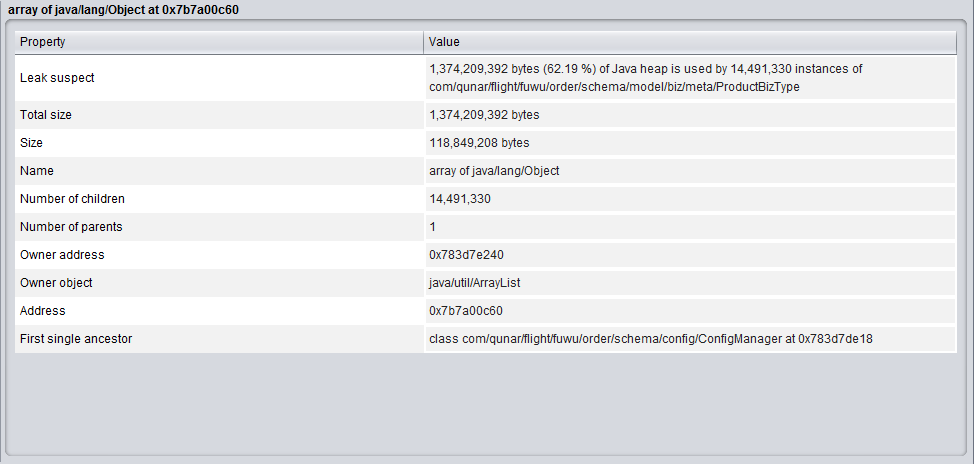 array of java/lang/Object at 0x7b7a00c60
Property Value
Leak suspect 1,374,209,392 bytes (62.19 %) of Java heap is used by 14,491,330 instances of
com/qunar/flight/fuwu/order/schema/model/biz/meta/ProductBizType
Total size 1,374,209,392 bytes
Size 118,849,208 bytes
Name array of java/lang/Object
Number of children 14,491,330
Number of parents 1
Owner address 0x783d7e240
Owner object java/util/ArrayList
Address 0x7b7a00c60
First single ancestor class com/qunar/flight/fuwu/order/schema/config/ConfigManager at 0x783d7de18